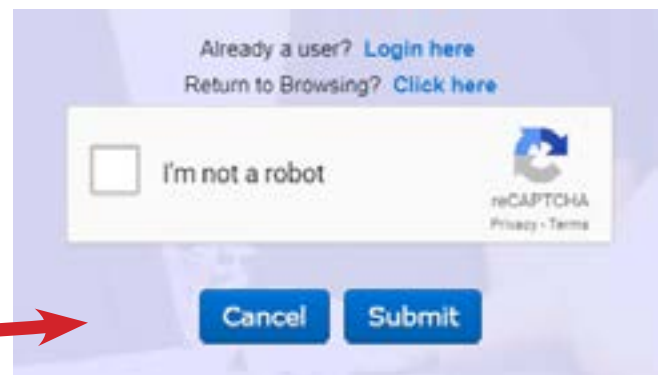 Already a user? Login here
Return to Browsing? Click here
I'm not a robot
reCAPTCHA
Privacy - Terms
Cancel Submit